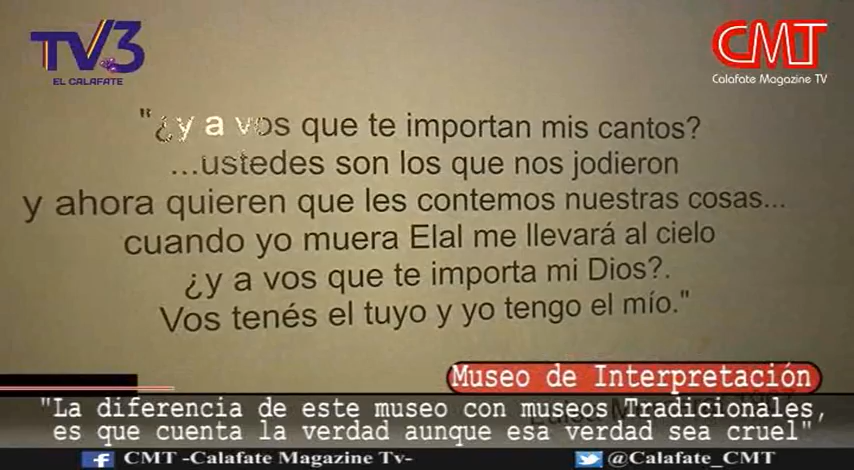 TV3
EL CALAFATE
CMT
Calafate Magazine TV
"¿y a vos que te importan mis cantos?
...ustedes son los que nos jodieron
y ahora quieren que les contemos nuestras cosas...
cuando yo muera Elal me llevará al cielo
¿y a vos que te importa mi Dios?.
Vos tenés el tuyo y yo tengo el mío."
Museo de Interpretación
"La diferencia de este museo con museos Tradicionales,
es que cuenta la verdad aunque esa verdad sea cruel"
CMT -Calafate Magazine Tv-
@Calafate_CMT